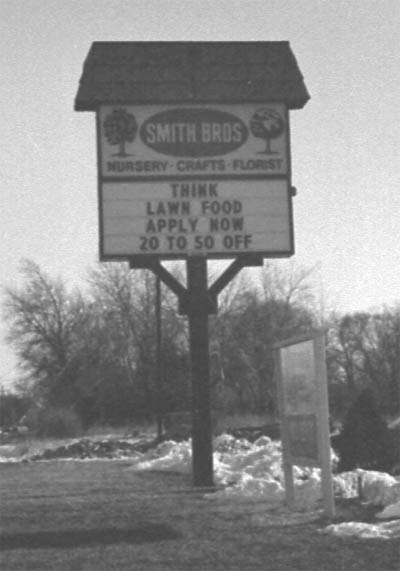 SMITH BROS
NURSERY · CRAFTS · FLORIST
THINK
LAWN FOOD
APPLY NOW
20 TO 50 OFF